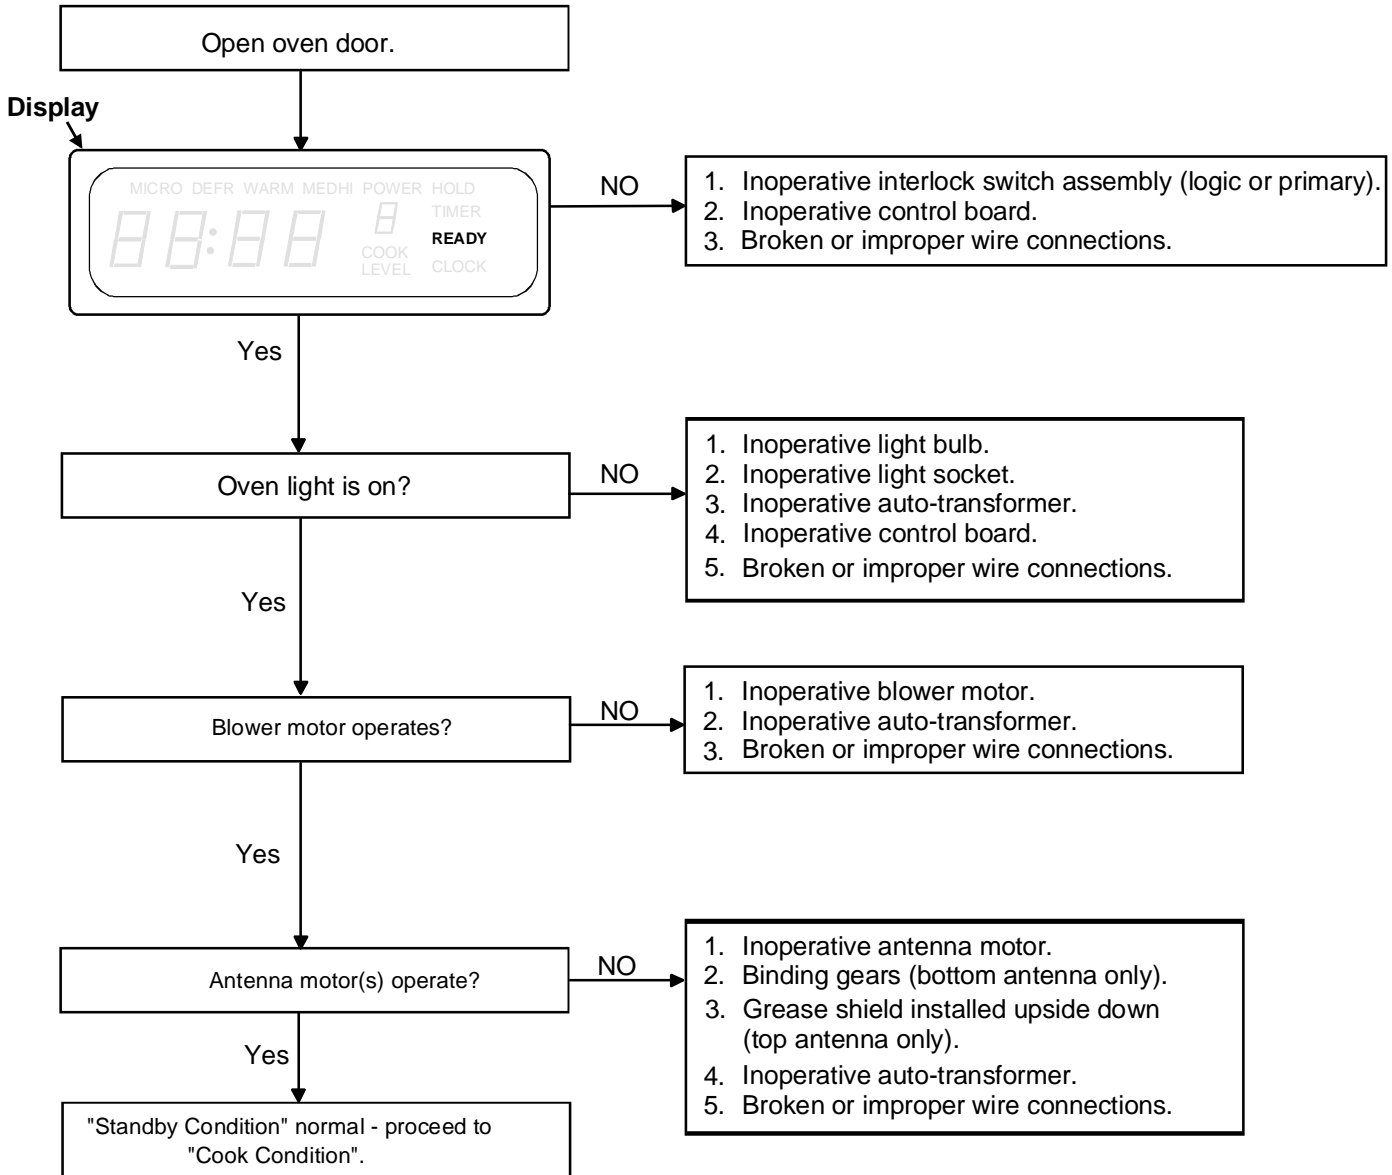 Open oven door.
Display
MICRO DEFR WARM MEDHI POWER HOLD
TIMER
88:88 8
READY
COOK
LEVEL CLOCK
NO
1. Inoperative interlock switch assembly (logic or primary).
2. Inoperative control board.
3. Broken or improper wire connections.
Yes
Oven light is on?
NO
1. Inoperative light bulb.
2. Inoperative light socket.
3. Inoperative auto-transformer.
4. Inoperative control board.
5. Broken or improper wire connections.
Yes
Blower motor operates?
NO
1. Inoperative blower motor.
2. Inoperative auto-transformer.
3. Broken or improper wire connections.
Yes
Antenna motor(s) operate?
NO
1. Inoperative antenna motor.
2. Binding gears (bottom antenna only).
3. Grease shield installed upside down
(top antenna only).
4. Inoperative auto-transformer.
5. Broken or improper wire connections.
Yes
"Standby Condition" normal - proceed to
"Cook Condition".